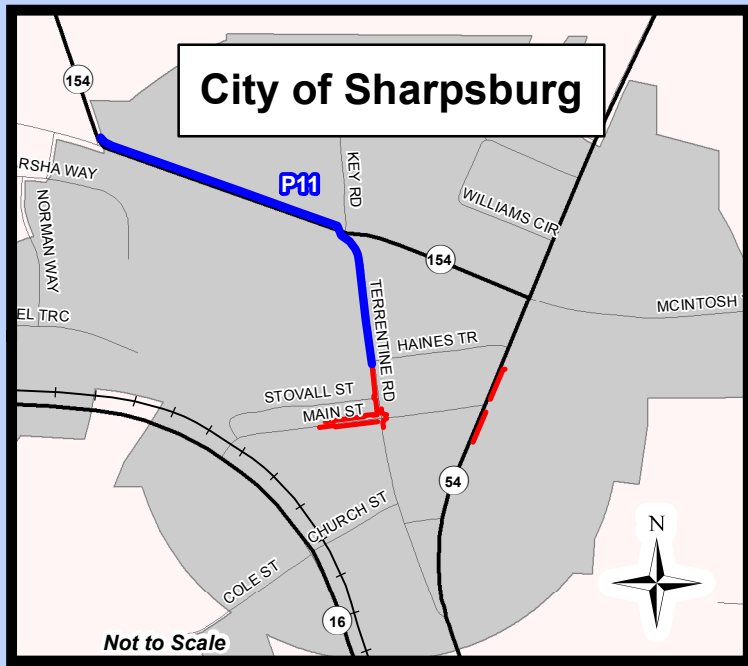 City of Sharpsburg
154
RSHA WAY
P11
KEY RD
WILLIAMS CIR
NORMAN WAY
154
MCINTOSH
EL TRC
TERRENTINE RD
HAINES TR
STOVALL ST
MAIN ST
54
CHURCH ST
COLE ST
N
16
Not to Scale